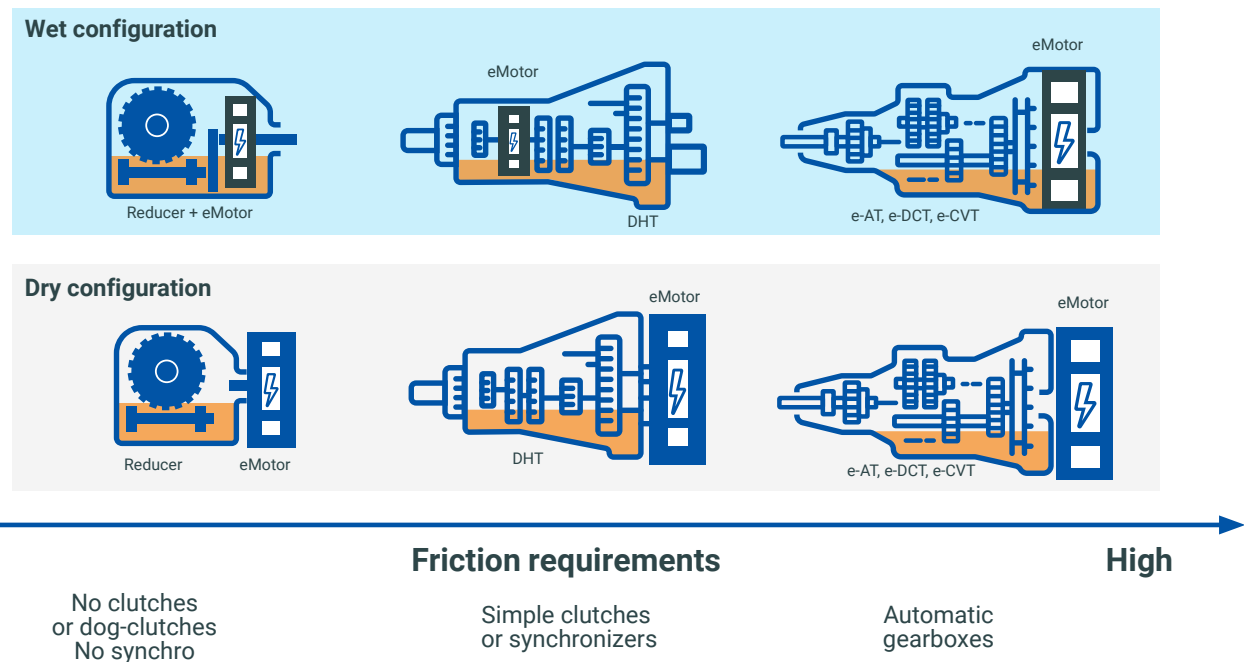 Wet configuration
eMotor
eMotor
Reducer + eMotor
DHT
e-AT, e-DCT, e-CVT
Dry configuration
eMotor
eMotor
Reducer
eMotor
DHT
e-AT, e-DCT, e-CVT
Friction requirements
High
No clutches
or dog-clutches
No synchro
Simple clutches
or synchronizers
Automatic
gearboxes